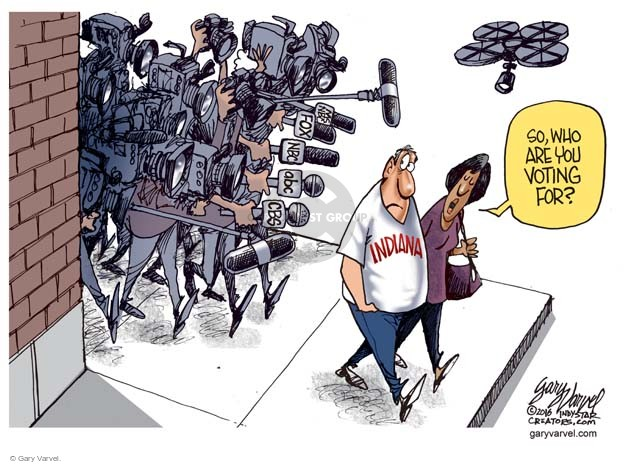 SO, WHO
ARE YOU
VOTING
FOR?
FOX
NBC
abc
CBS
INDIANA
Gary Varvel
©2016 INDYSTAR
CREATORS.COM
garyvarvel.com
© Gary Varvel.